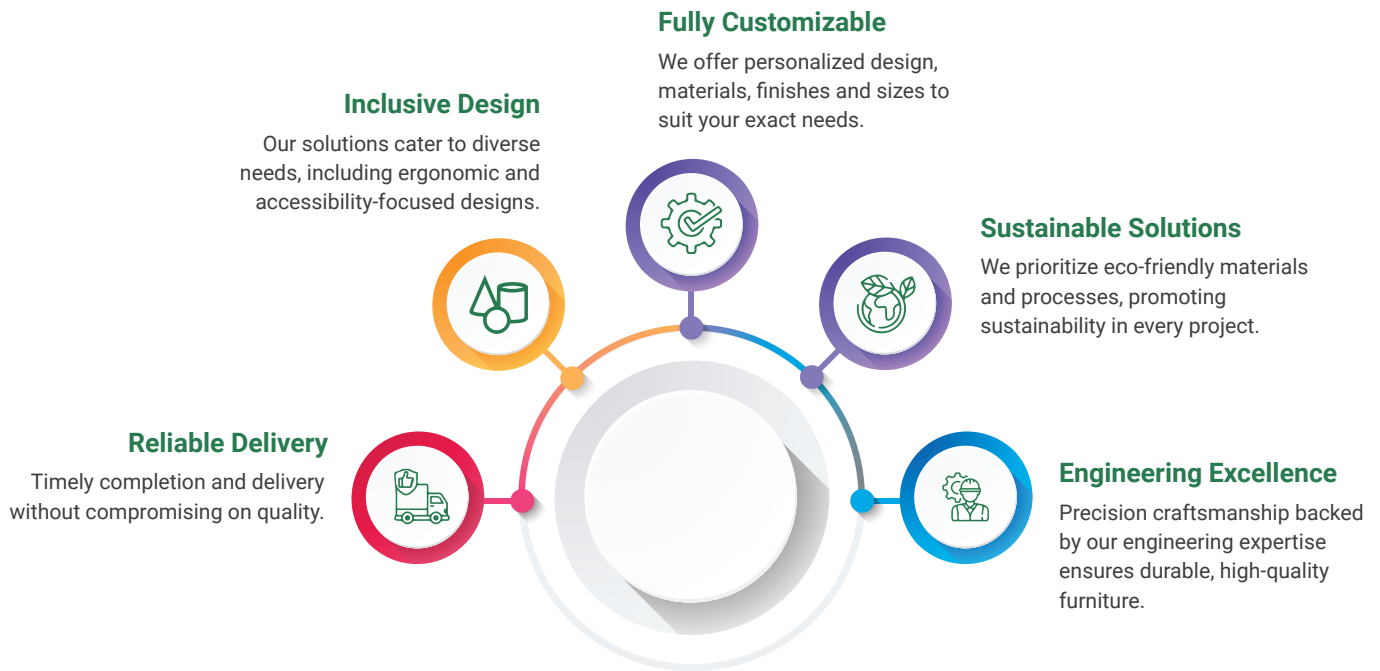 Fully Customizable
We offer personalized design,
materials, finishes and sizes to
suit your exact needs.
Inclusive Design
Our solutions cater to diverse
needs, including ergonomic and
accessibility-focused designs.
Sustainable Solutions
We prioritize eco-friendly materials
and processes, promoting
sustainability in every project.
Reliable Delivery
Timely completion and delivery
without compromising on quality.
Engineering Excellence
Precision craftsmanship backed
by our engineering expertise
ensures durable, high-quality
furniture.